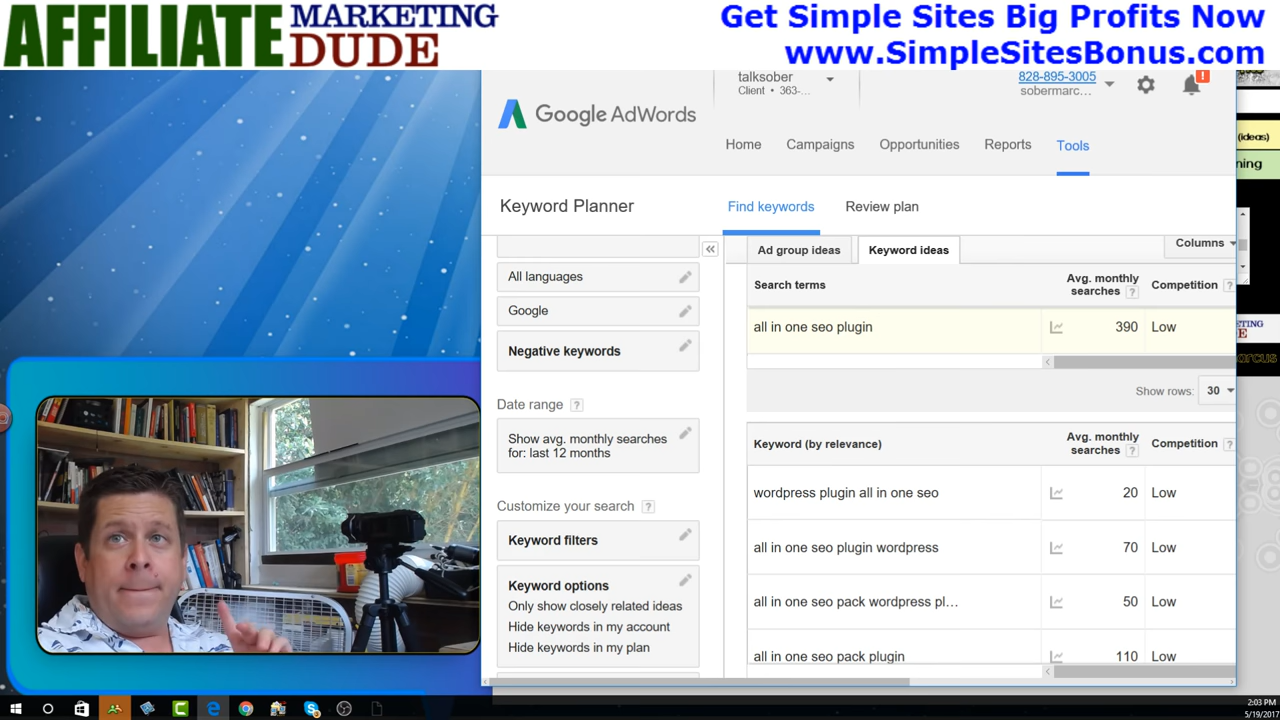 AFFILIATE MARKETING DUDE
Get Simple Sites Big Profits Now
www.SimpleSitesBonus.com
talksober
Client • 363-...
828-895-3005
sobermarc...
!
Google AdWords
Home Campaigns Opportunities Reports Tools
Keyword Planner
Find keywords Review plan
All languages
Google
Negative keywords
Date range ?
Show avg. monthly searches
for: last 12 months
Customize your search ?
Keyword filters
Keyword options
Only show closely related ideas
Hide keywords in my account
Hide keywords in my plan
Ad group ideas Keyword ideas Columns
Search terms Avg. monthly searches ? Competition ?
all in one seo plugin 390 Low
Show rows: 30
Keyword (by relevance) Avg. monthly searches ? Competition ?
wordpress plugin all in one seo 20 Low
all in one seo plugin wordpress 70 Low
all in one seo pack wordpress pl... 50 Low
all in one seo pack plugin 110 Low
(ideas)
ning
ETING
E
arcus
2:03 PM
5/19/2017